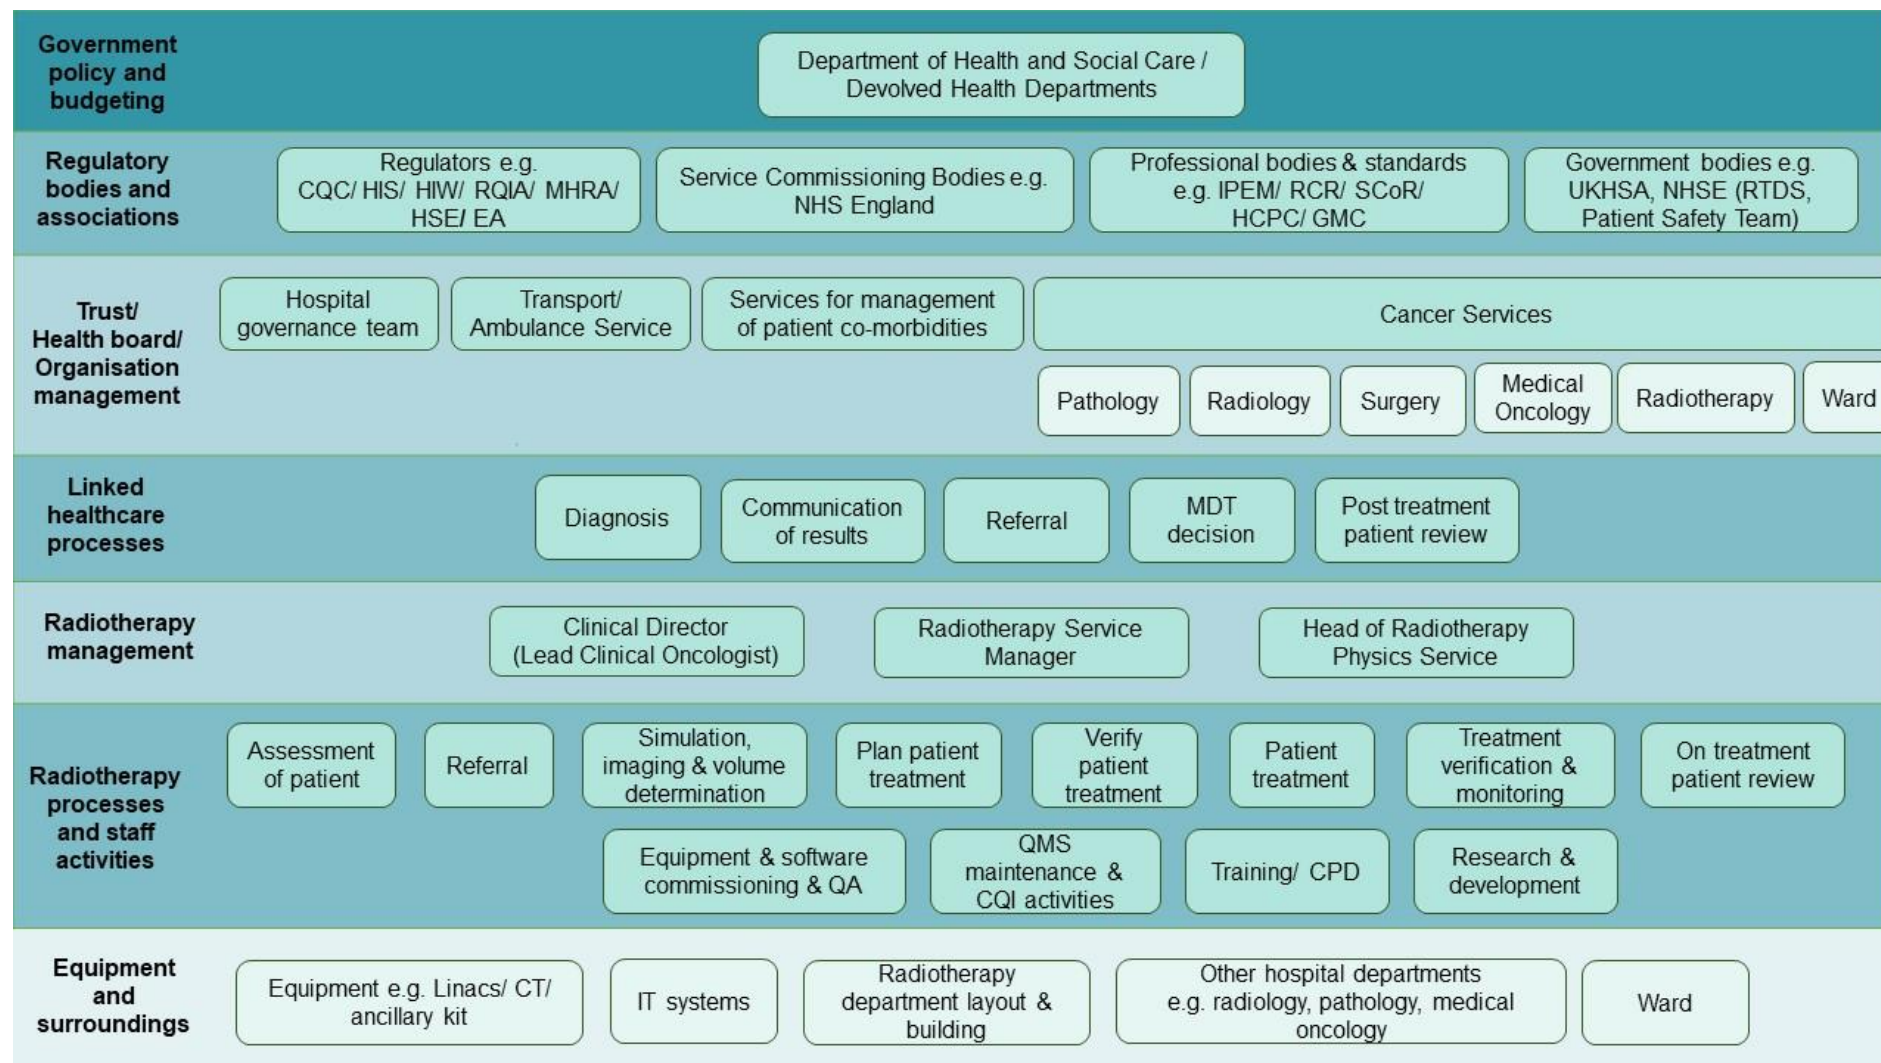 Government
policy and
budgeting
Department of Health and Social Care /
Devolved Health Departments
Regulatory
bodies and
associations
Regulators e.g.
CQC/ HIS/ HIW/ RQIA/ MHRA/
HSE/ EA
Service Commissioning Bodies e.g.
NHS England
Professional bodies & standards
e.g. IPEM/ RCR/ SCoR/
HCPC/ GMC
Government bodies e.g.
UKHSA, NHSE (RTDS,
Patient Safety Team)
Trust/
Health board/
Organisation
management
Hospital
governance team
Transport/
Ambulance Service
Services for management
of patient co-morbidities
Cancer Services
Pathology
Radiology
Surgery
Medical
Oncology
Radiotherapy
Ward
Linked
healthcare
processes
Diagnosis
Communication
of results
Referral
MDT
decision
Post treatment
patient review
Radiotherapy
management
Clinical Director
(Lead Clinical Oncologist)
Radiotherapy Service
Manager
Head of Radiotherapy
Physics Service
Radiotherapy
processes
and staff
activities
Assessment
of patient
Referral
Simulation,
imaging & volume
determination
Plan patient
treatment
Verify
patient
treatment
Patient
treatment
Treatment
verification &
monitoring
On treatment
patient review
Equipment & software
commissioning & QA
QMS
maintenance &
CQI activities
Training/ CPD
Research &
development
Equipment
and
surroundings
Equipment e.g. Linacs/ CT/
ancillary kit
IT systems
Radiotherapy
department layout &
building
Other hospital departments
e.g. radiology, pathology, medical
oncology
Ward